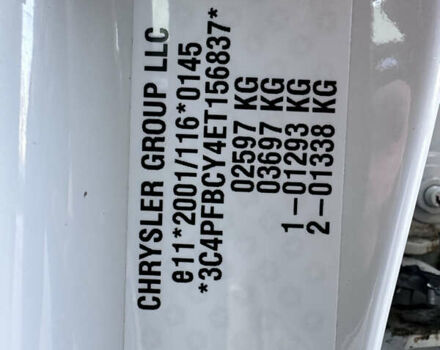 CHRYSLER GROUP LLC
e11*2001/116*0145
*3C4PFBCY4ET156837*
02597 KG
03697 KG
1-01293 KG
2-01338 KG